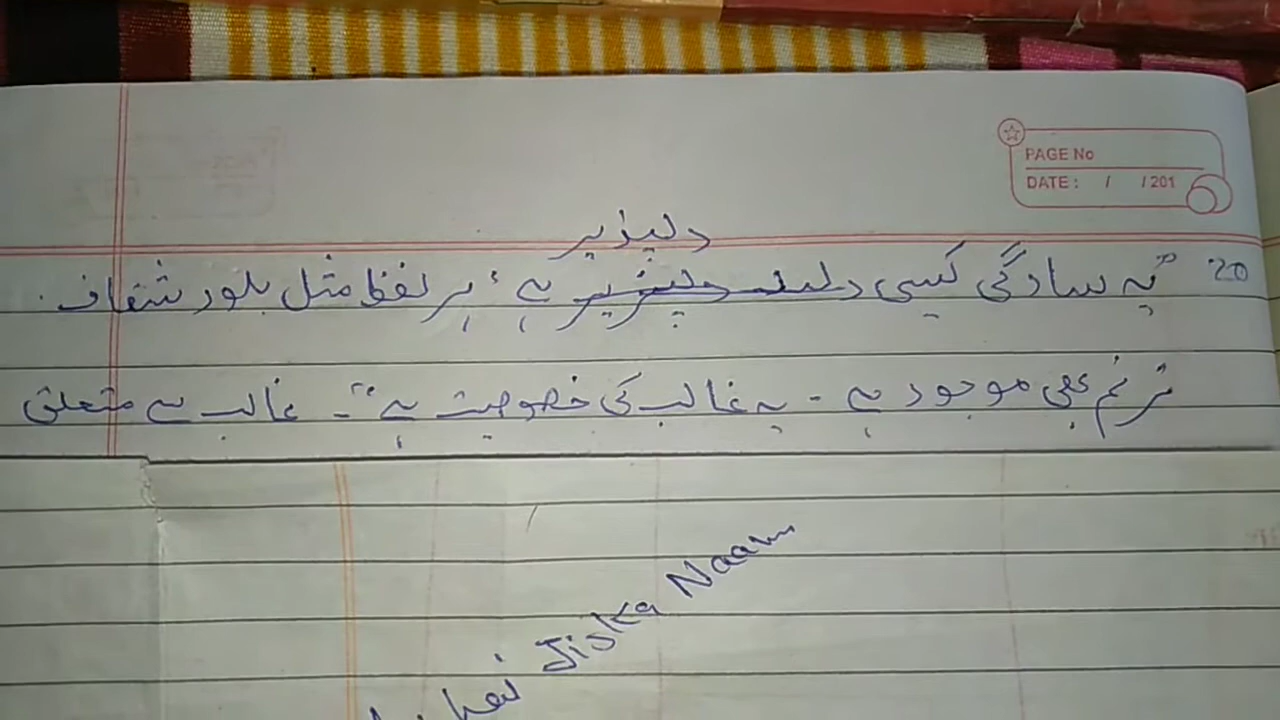 PAGE No
DATE : / / 201
دلپذیر
20 "یہ سادگی کیسی ہے، ہر لفظ مثل بلور شفاف۔
ترنم بھی موجود ہے۔ یہ غالب کی خصوصیت ہے"۔ غالب سے متعلق
hai Jiska Naam